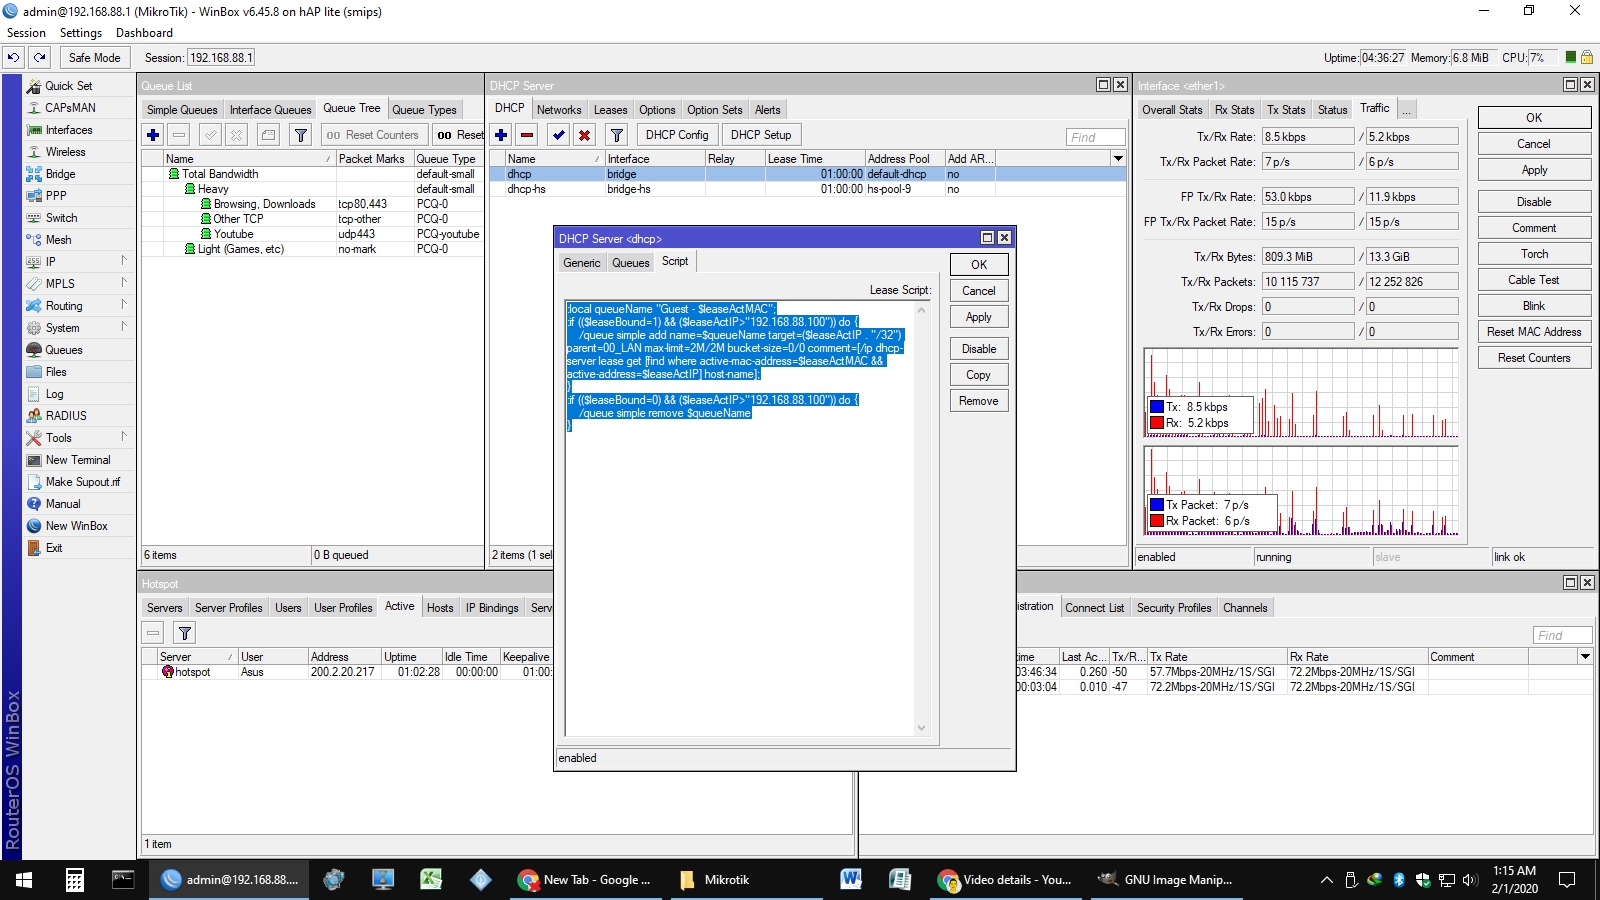 admin@192.168.88.1 (MikroTik) - WinBox v6.45.8 on hAP lite (smips)
Session Settings Dashboard
Safe Mode Session: 192.168.88.1 Uptime: 04:36:27 Memory: 6.8 MiB CPU: 7%
RouterOS WinBox
Quick Set
CAPsMAN
Interfaces
Wireless
Bridge
PPP
Switch
Mesh
IP
MPLS
Routing
System
Queues
Files
Log
RADIUS
Tools
New Terminal
Make Supout.rif
Manual
New WinBox
Exit
Queue List
Simple Queues Interface Queues Queue Tree Queue Types
00 Reset Counters 00 Reset
Name Packet Marks Queue Type
Total Bandwidth default-small
Heavy default-small
Browsing, Downloads tcp80,443 PCQ-0
Other TCP tcp-other PCQ-0
Youtube udp443 PCQ-youtube
Light (Games, etc) no-mark PCQ-0
6 items 0 B queued
DHCP Server
DHCP Networks Leases Options Option Sets Alerts
DHCP Config DHCP Setup Find
Name Interface Relay Lease Time Address Pool Add AR...
dhcp bridge 01:00:00 default-dhcp no
dhcp-hs bridge-hs 01:00:00 hs-pool-9 no
2 items (1 sel
DHCP Server <dhcp>
Generic Queues Script
Lease Script:
:local queueName "Guest - $leaseActMAC";
:if (($leaseBound=1) && ($leaseActIP>"192.168.88.100")) do {
/queue simple add name=$queueName target=($leaseActIP . "/32")
parent=00_LAN max-limit=2M/2M bucket-size=0/0 comment=[/ip dhcp-
server lease get [find where active-mac-address=$leaseActMAC &&
active-address=$leaseActIP] host-name];
}
:if (($leaseBound=0) && ($leaseActIP>"192.168.88.100")) do {
/queue simple remove $queueName
}
OK
Cancel
Apply
Disable
Copy
Remove
enabled
Interface <ether1>
Overall Stats Rx Stats Tx Stats Status Traffic ...
Tx/Rx Rate: 8.5 kbps / 5.2 kbps
Tx/Rx Packet Rate: 7 p/s / 6 p/s
FP Tx/Rx Rate: 53.0 kbps / 11.9 kbps
FP Tx/Rx Packet Rate: 15 p/s / 15 p/s
Tx/Rx Bytes: 809.3 MiB / 13.3 GiB
Tx/Rx Packets: 10 115 737 / 12 252 826
Tx/Rx Drops: 0 / 0
Tx/Rx Errors: 0 / 0
Tx: 8.5 kbps
Rx: 5.2 kbps
Tx Packet: 7 p/s
Rx Packet: 6 p/s
OK
Cancel
Apply
Disable
Comment
Torch
Cable Test
Blink
Reset MAC Address
Reset Counters
enabled running slave link ok
Hotspot
Servers Server Profiles Users User Profiles Active Hosts IP Bindings Serv
Server User Address Uptime Idle Time Keepalive
hotspot Asus 200.2.20.217 01:02:28 00:00:00 01:00:
1 item
istration Connect List Security Profiles Channels
Find
time Last Ac... Tx/R... Tx Rate Rx Rate Comment
03:46:34 0.260 -50 57.7Mbps-20MHz/1S/SGI 72.2Mbps-20MHz/1S/SGI
00:03:04 0.010 -47 72.2Mbps-20MHz/1S/SGI 72.2Mbps-20MHz/1S/SGI
admin@192.168.88.... New Tab - Google ... Mikrotik Video details - You... GNU Image Manip...
1:15 AM
2/1/2020